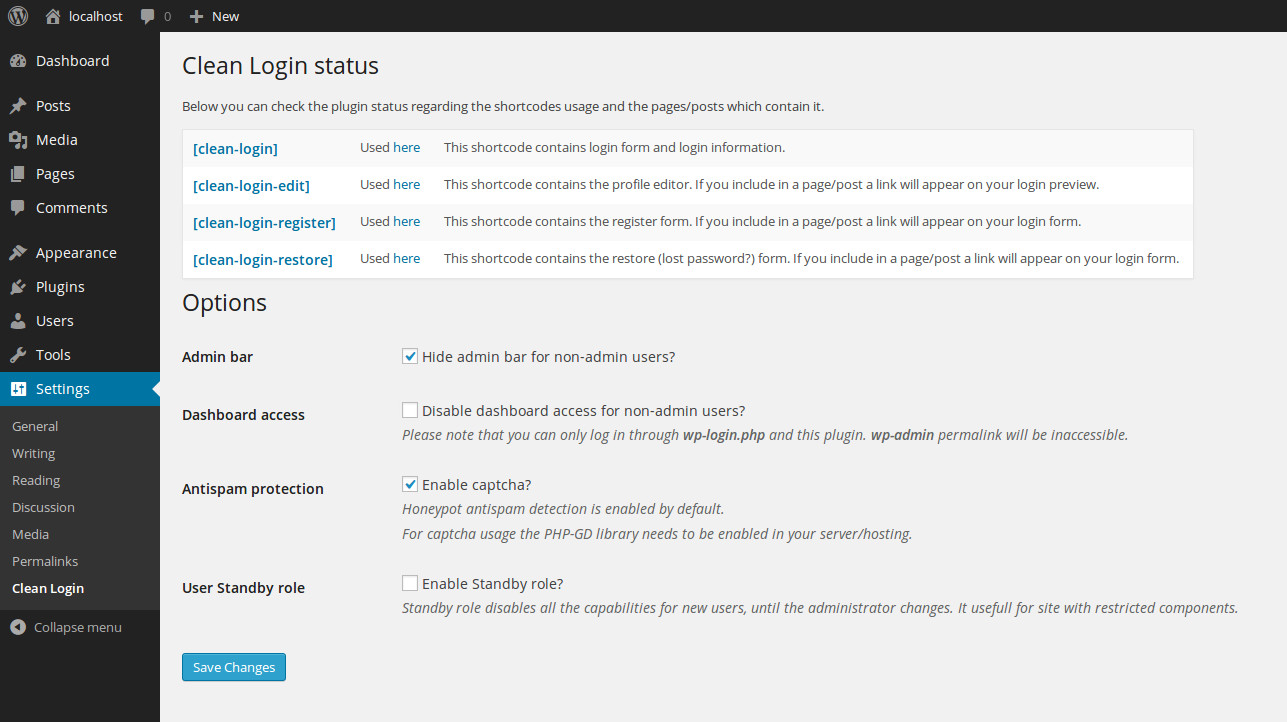 localhost 0 New
Dashboard
Posts
Media
Pages
Comments
Appearance
Plugins
Users
Tools
Settings
General
Writing
Reading
Discussion
Media
Permalinks
Clean Login
Collapse menu
Clean Login status
Below you can check the plugin status regarding the shortcodes usage and the pages/posts which contain it.
[clean-login] Used here This shortcode contains login form and login information.
[clean-login-edit] Used here This shortcode contains the profile editor. If you include in a page/post a link will appear on your login preview.
[clean-login-register] Used here This shortcode contains the register form. If you include in a page/post a link will appear on your login form.
[clean-login-restore] Used here This shortcode contains the restore (lost password?) form. If you include in a page/post a link will appear on your login form.
Options
Admin bar Hide admin bar for non-admin users?
Dashboard access Disable dashboard access for non-admin users?
Please note that you can only log in through wp-login.php and this plugin. wp-admin permalink will be inaccessible.
Antispam protection Enable captcha?
Honeypot antispam detection is enabled by default.
For captcha usage the PHP-GD library needs to be enabled in your server/hosting.
User Standby role Enable Standby role?
Standby role disables all the capabilities for new users, until the administrator changes. It usefull for site with restricted components.
Save Changes